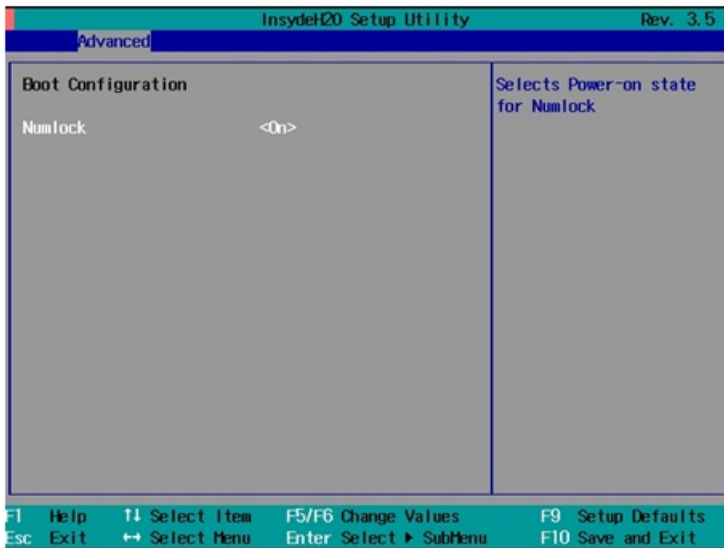 InsydeH20 Setup Utility Rev. 3.5
Advanced
Boot Configuration
Numlock <On>
Selects Power-on state
for Numlock
F1 Help ↑↓ Select Item F5/F6 Change Values F9 Setup Defaults
Esc Exit ↔ Select Menu Enter Select ▶ SubMenu F10 Save and Exit